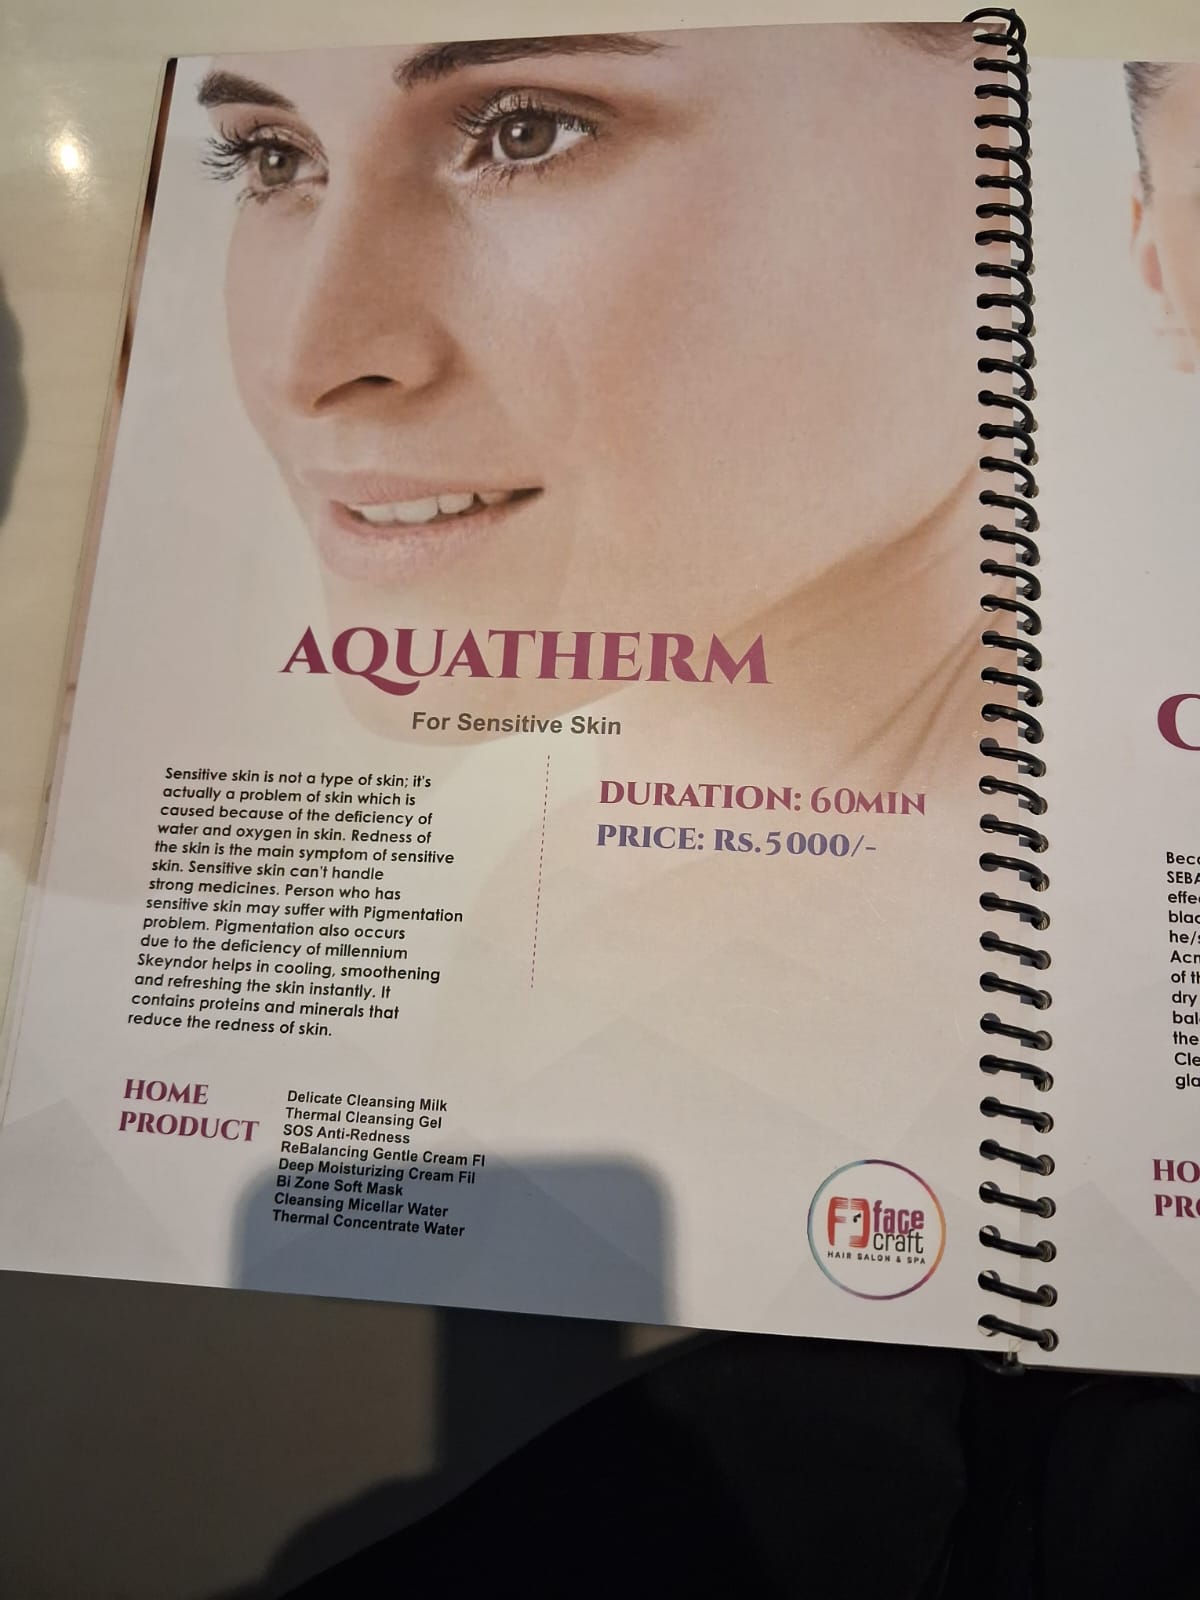 AQUATHERM
For Sensitive Skin
Sensitive skin is not a type of skin; it's
actually a problem of skin which is
caused because of the deficiency of
water and oxygen in skin. Redness of
the skin is the main symptom of sensitive
skin. Sensitive skin can't handle
strong medicines. Person who has
sensitive skin may suffer with Pigmentation
problem. Pigmentation also occurs
due to the deficiency of millennium
Skeyndor helps in cooling, smoothening
and refreshing the skin instantly. It
contains proteins and minerals that
reduce the redness of skin.
DURATION: 60MIN
PRICE: Rs.5000/-
HOME
PRODUCT
Delicate Cleansing Milk
Thermal Cleansing Gel
SOS Anti-Redness
ReBalancing Gentle Cream Fl
Deep Moisturizing Cream Fil
Bi Zone Soft Mask
Cleansing Micellar Water
Thermal Concentrate Water
face
craft
HAIR SALON & SPA
C
Bec
SEBA
effe
blac
he/s
Acn
of th
dry
bal
the
Cle
gla
HO
PR